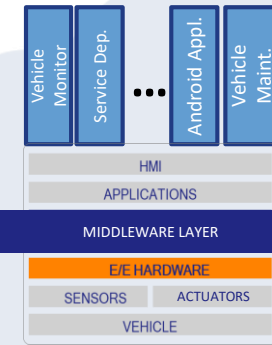 Vehicle
Monitor
Service Dep.
...
Android Appl.
Vehicle
Maint.
HMI
APPLICATIONS
MIDDLEWARE LAYER
E/E HARDWARE
SENSORS
ACTUATORS
VEHICLE